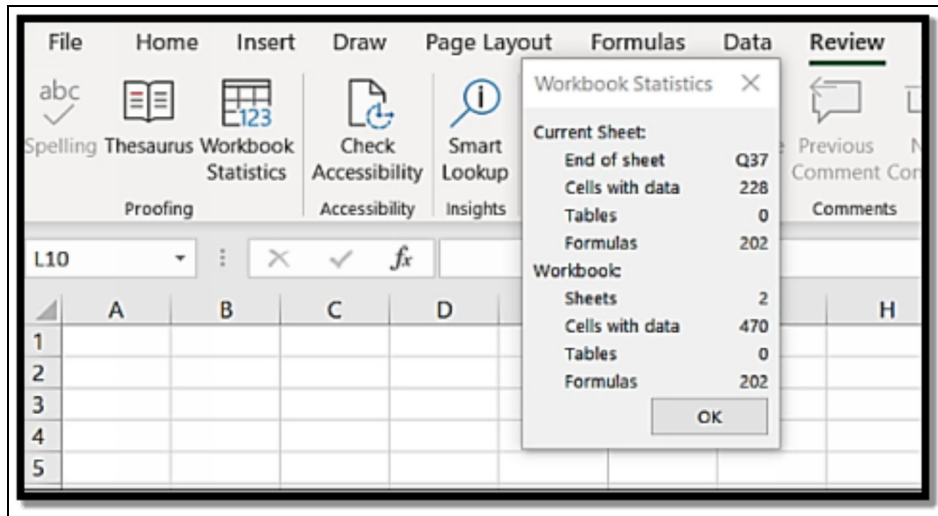 File Home Insert Draw Page Layout Formulas Data Review
abc
123
Spelling Thesaurus Workbook Statistics
Check Accessibility
Smart Lookup
Previous Comment
Proofing Accessibility Insights Comments
Workbook Statistics
Current Sheet:
End of sheet Q37
Cells with data 228
Tables 0
Formulas 202
Workbook:
Sheets 2
Cells with data 470
Tables 0
Formulas 202
OK
L10 fx
A B C D H
1
2
3
4
5